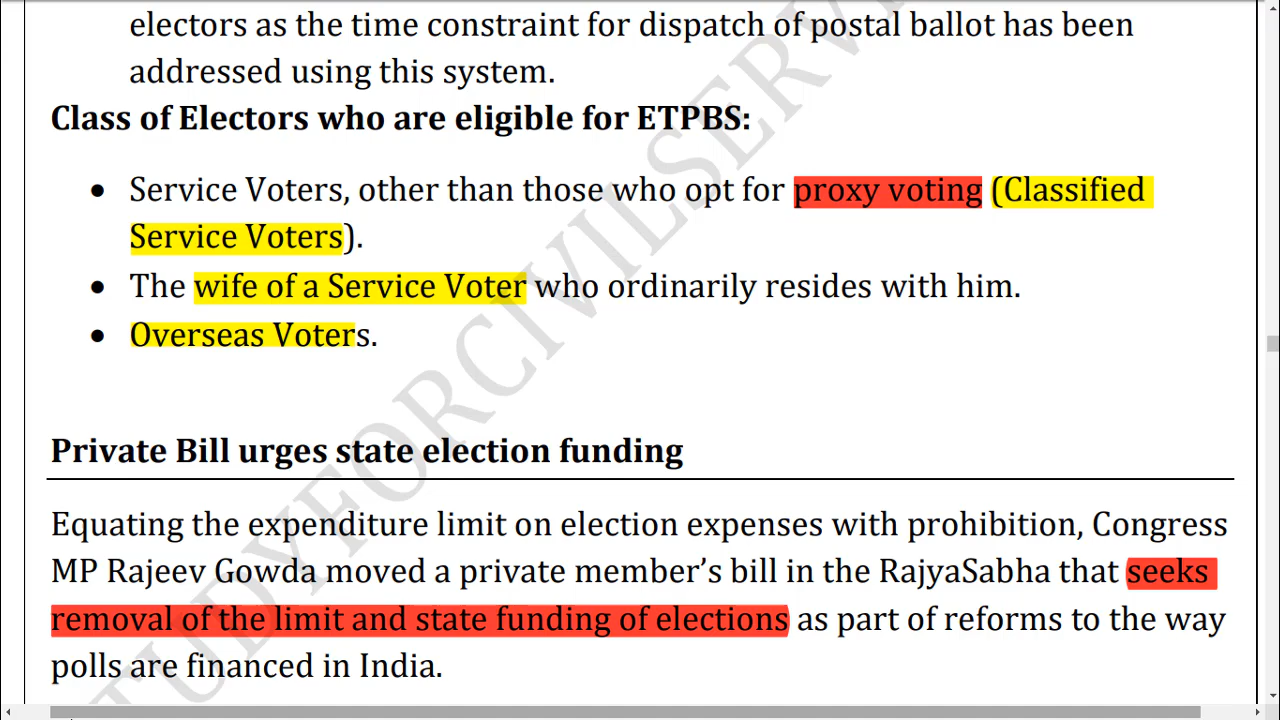 electors as the time constraint for dispatch of postal ballot has been
addressed using this system.
Class of Electors who are eligible for ETPBS:
• Service Voters, other than those who opt for proxy voting (Classified
Service Voters).
• The wife of a Service Voter who ordinarily resides with him.
• Overseas Voters.
Private Bill urges state election funding
Equating the expenditure limit on election expenses with prohibition, Congress
MP Rajeev Gowda moved a private member’s bill in the RajyaSabha that seeks
removal of the limit and state funding of elections as part of reforms to the way
polls are financed in India.
TUDYFORCIVILSERV